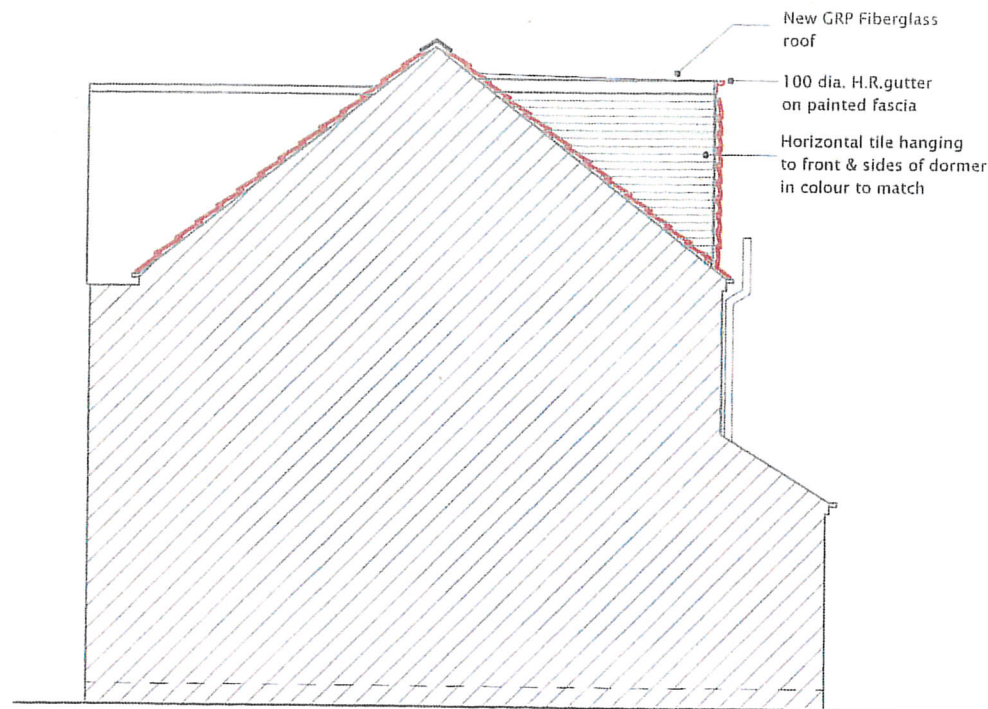 New GRP Fiberglass
roof
100 dia. H.R.gutter
on painted fascia
Horizontal tile hanging
to front & sides of dormer
in colour to match